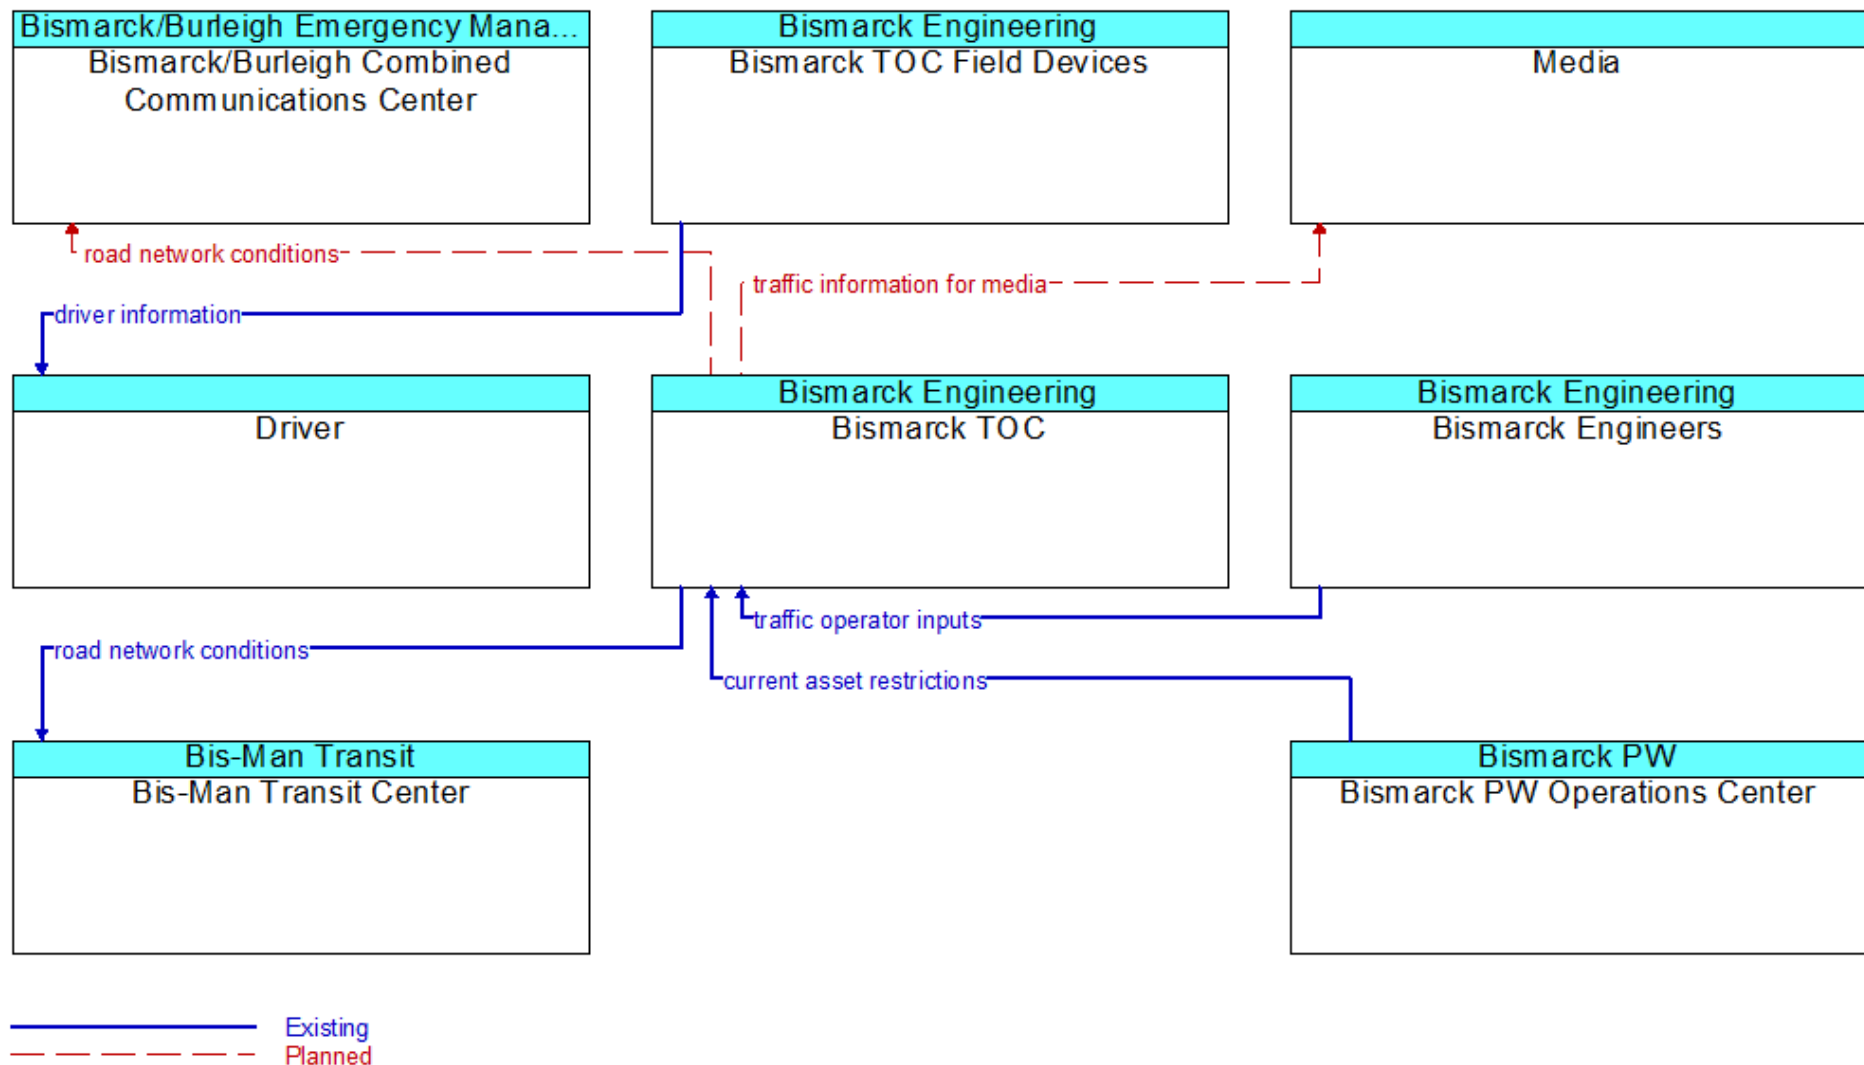 Bismarck/Burleigh Emergency Mana...
Bismarck/Burleigh Combined
Communications Center
Bismarck Engineering
Bismarck TOC Field Devices
Media
road network conditions
traffic information for media
driver information
Driver
Bismarck Engineering
Bismarck TOC
Bismarck Engineering
Bismarck Engineers
traffic operator inputs
road network conditions
current asset restrictions
Bis-Man Transit
Bis-Man Transit Center
Bismarck PW
Bismarck PW Operations Center
Existing
Planned